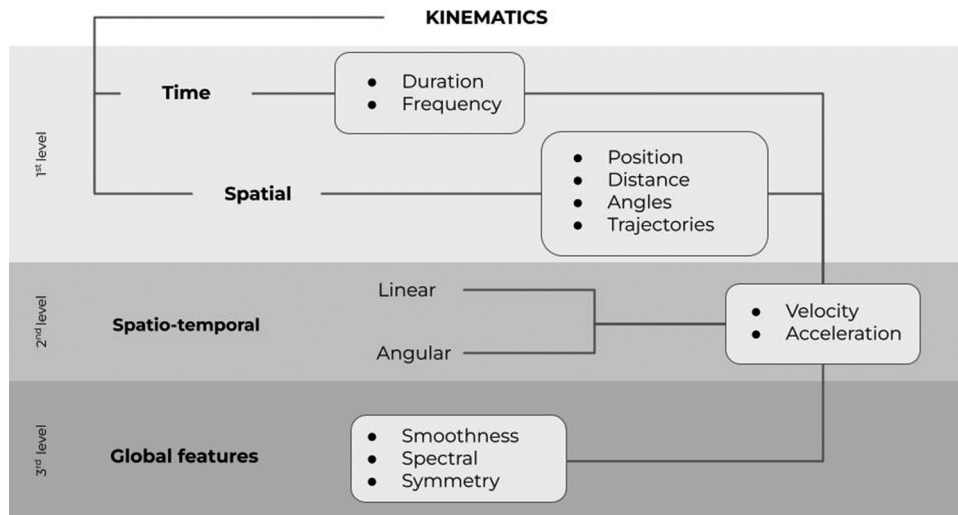 KINEMATICS
1st level
Time
● Duration
● Frequency
Spatial
● Position
● Distance
● Angles
● Trajectories
2nd level
Spatio-temporal
Linear
Angular
● Velocity
● Acceleration
3rd level
Global features
● Smoothness
● Spectral
● Symmetry